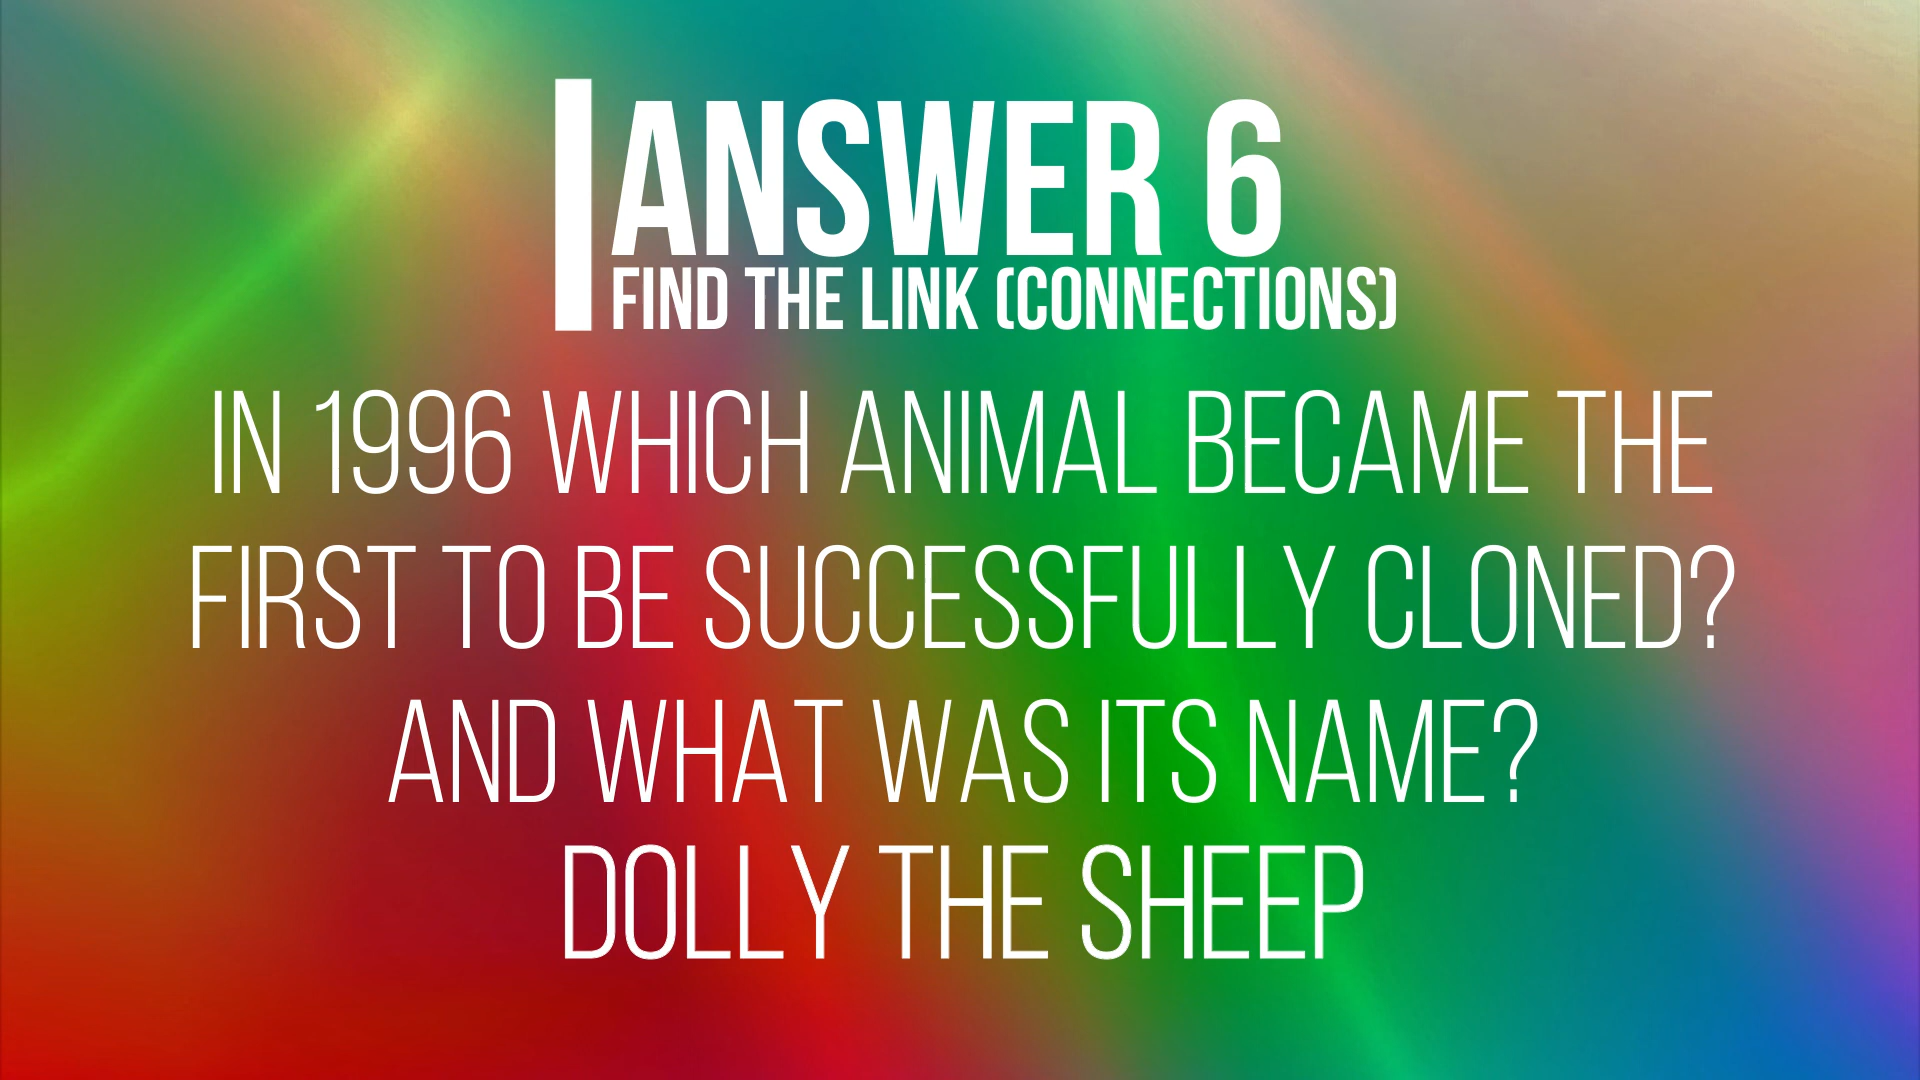 ANSWER 6
FIND THE LINK (CONNECTIONS)
IN 1996 WHICH ANIMAL BECAME THE
FIRST TO BE SUCCESSFULLY CLONED?
AND WHAT WAS ITS NAME?
DOLLY THE SHEEP